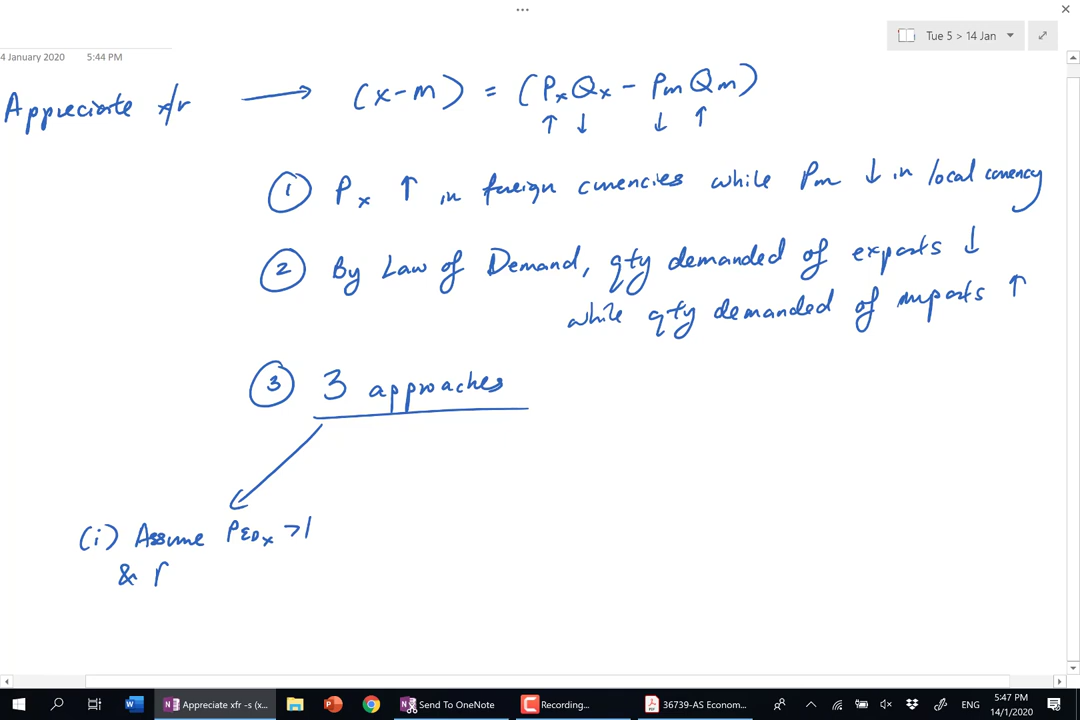 Tue 5 > 14 Jan
4 January 2020 5:44 PM
Appreciate x/r → (x-m) = (PxQx - PmQm)
↑ ↓ ↓ ↑
① Px ↑ in foreign currencies while Pm ↓ in local currency
② By Law of Demand, qty demanded of exports ↓
while qty demanded of imports ↑
③ 3 approaches
(i) Assume PEDx >1
& P
Appreciate xfr -s (x...
Send To OneNote
Recording...
36739-AS Econom...
ENG
5:47 PM
14/1/2020